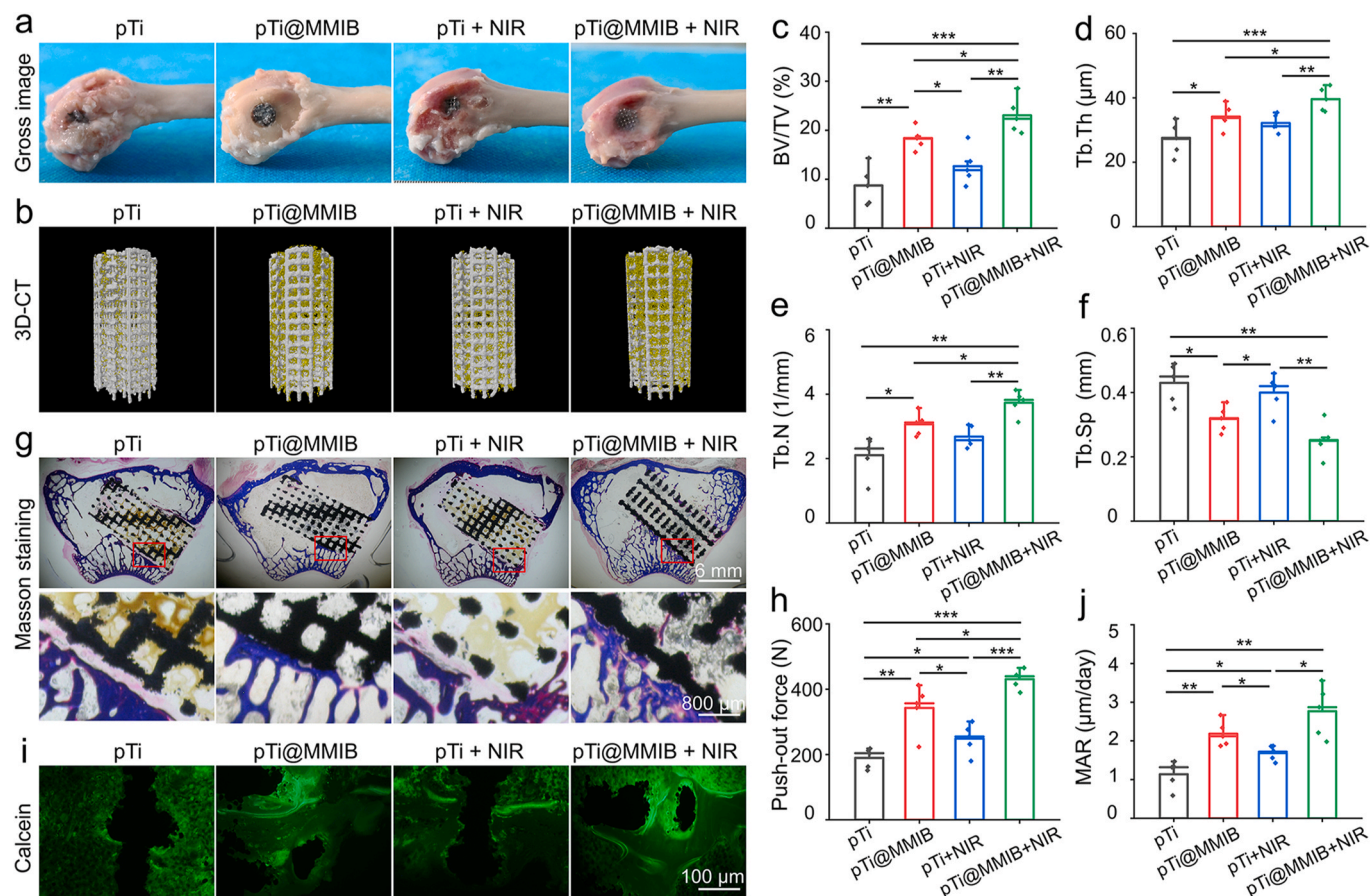 a
pTi
pTi@MMIB
pTi + NIR
pTi@MMIB + NIR
Gross image
b
pTi
pTi@MMIB
pTi + NIR
pTi@MMIB + NIR
3D-CT
c
BV/TV (%)
40
30
20
10
0
***
*
**
*
**
pTi
pTi@MMIB
pTi+NIR
pTi@MMIB+NIR
d
Tb.Th (μm)
60
40
20
0
***
*
**
*
pTi
pTi@MMIB
pTi+NIR
pTi@MMIB+NIR
e
Tb.N (1/mm)
6
4
2
0
**
*
**
*
pTi
pTi@MMIB
pTi+NIR
pTi@MMIB+NIR
f
Tb.Sp (mm)
0.6
0.4
0.2
0
**
*
*
**
pTi
pTi@MMIB
pTi+NIR
pTi@MMIB+NIR
g
pTi
pTi@MMIB
pTi + NIR
pTi@MMIB + NIR
Masson staining
6 mm
800 μm
h
Push-out force (N)
600
400
200
0
***
*
*
***
**
*
pTi
pTi@MMIB
pTi+NIR
pTi@MMIB+NIR
i
pTi
pTi@MMIB
pTi + NIR
pTi@MMIB + NIR
Calcein
100 μm
j
MAR (μm/day)
5
4
3
2
1
0
**
*
*
**
*
pTi
pTi@MMIB
pTi+NIR
pTi@MMIB+NIR